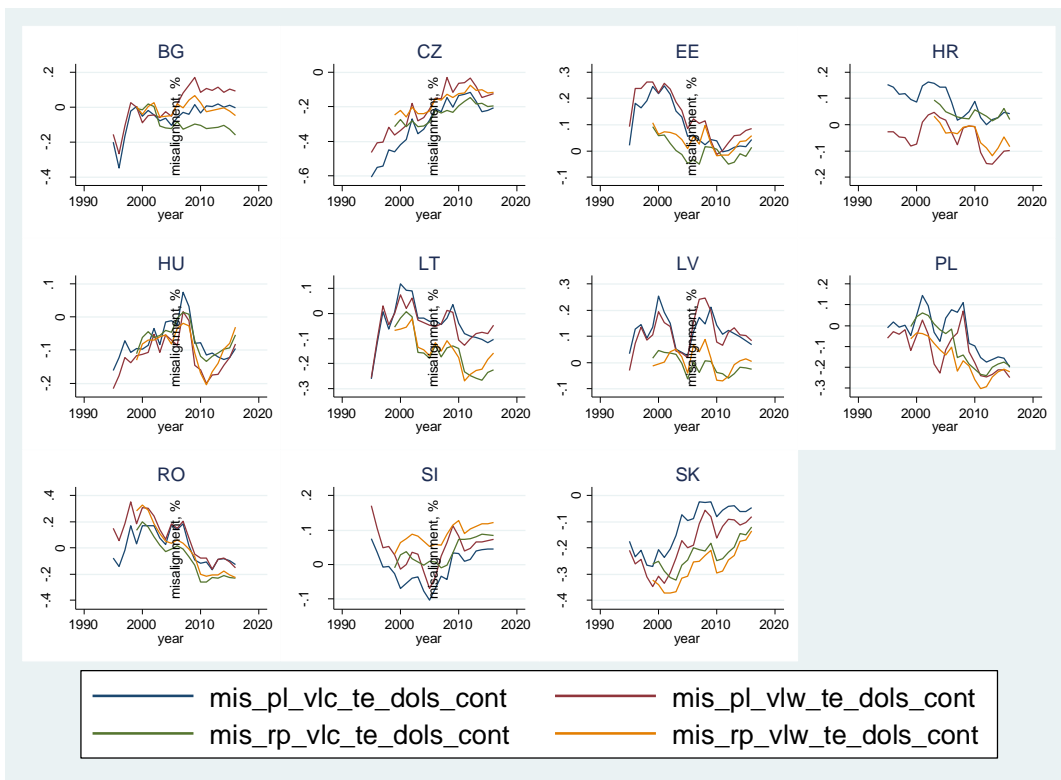 BG
CZ
EE
HR
-.4 -.2 0 .2
misalignment, %
-.6 -.4 -.2 0
misalignment, %
-.1 0 .1 .2 .3
misalignment, %
-.2 -.1 0 .1 .2
1990 2000 2010 2020
1990 2000 2010 2020
1990 2000 2010 2020
1990 2000 2010 2020
year
year
year
year
HU
LT
LV
PL
-.2 -.1 0 .1
misalignment, %
-.3 -.2 -.1 0 .1
misalignment, %
-.1 0 .1 .2 .3
misalignment, %
-.3 -.2 -.1 0 .1 .2
1990 2000 2010 2020
1990 2000 2010 2020
1990 2000 2010 2020
1990 2000 2010 2020
year
year
year
year
RO
SI
SK
-.4 -.2 0 .2 .4
misalignment, %
-.1 0 .1 .2
misalignment, %
-.4 -.3 -.2 -.1 0
1990 2000 2010 2020
1990 2000 2010 2020
1990 2000 2010 2020
year
year
year
mis_pl_vlc_te_dols_cont
mis_pl_vlw_te_dols_cont
mis_rp_vlc_te_dols_cont
mis_rp_vlw_te_dols_cont